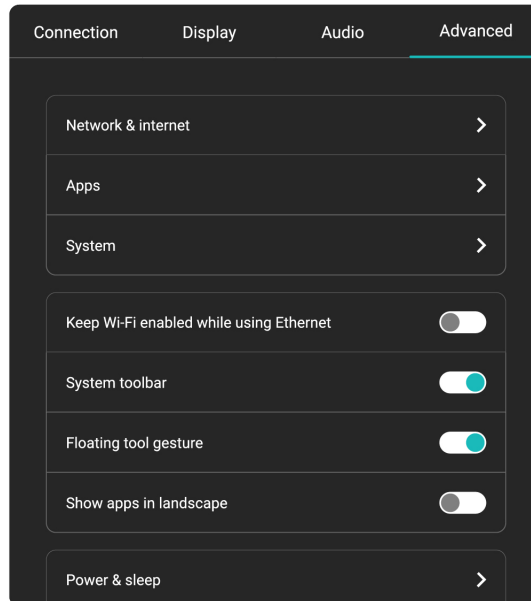 Connection Display Audio Advanced
Network & internet
Apps
System
Keep Wi-Fi enabled while using Ethernet
System toolbar
Floating tool gesture
Show apps in landscape
Power & sleep